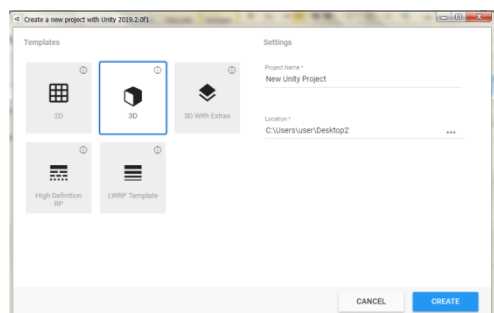 Create a new project with Unity 2019.2.0f1
Templates
Settings
2D
3D
3D With Extras
High Definition
RP
LWRP Template
Project Name *
New Unity Project
Location *
C:\Users\user\Desktop2
...
CANCEL
CREATE